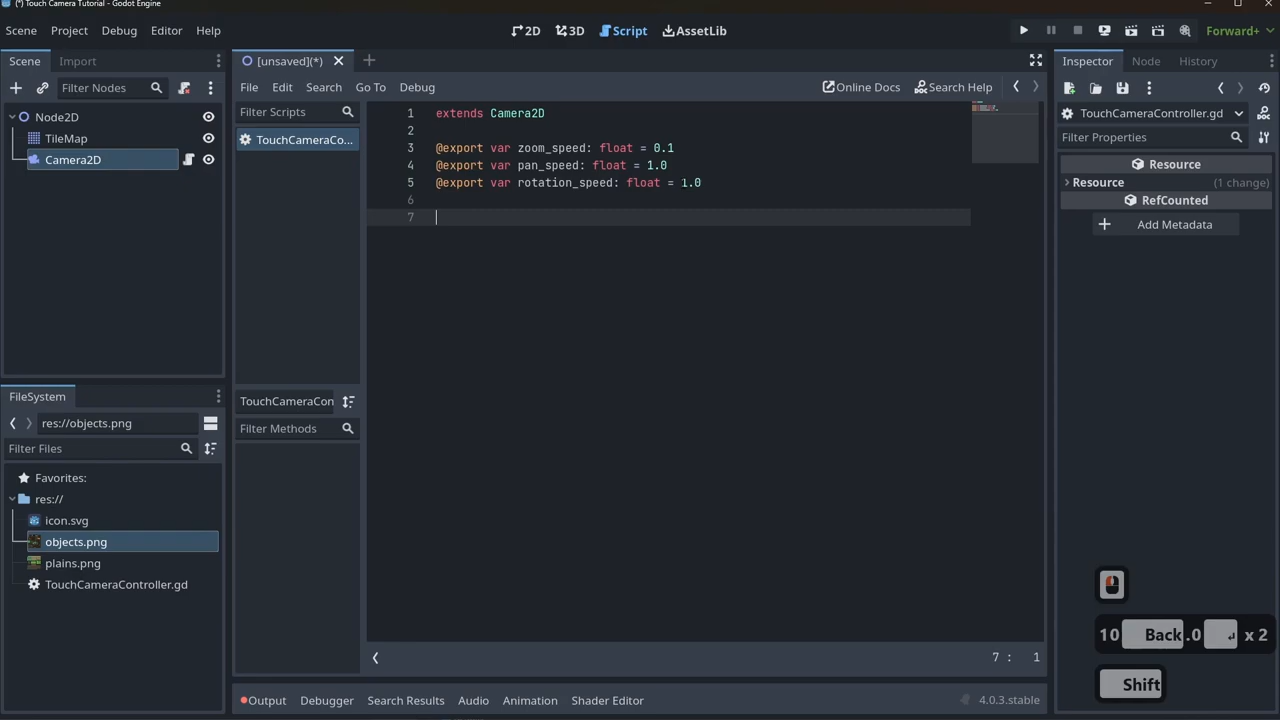 (*) Touch Camera Tutorial - Godot Engine
Scene Project Debug Editor Help
2D 3D Script AssetLib
Forward+
Scene Import
Filter Nodes
Node2D
TileMap
Camera2D
[unsaved](*)
File Edit Search Go To Debug
Online Docs Search Help
Filter Scripts
TouchCameraCo...
TouchCameraCon
Filter Methods
1 extends Camera2D
2
3 @export var zoom_speed: float = 0.1
4 @export var pan_speed: float = 1.0
5 @export var rotation_speed: float = 1.0
6
7
7 : 1
Inspector Node History
TouchCameraController.gd
Filter Properties
Resource
Resource (1 change)
RefCounted
Add Metadata
FileSystem
res://objects.png
Filter Files
Favorites:
res://
icon.svg
objects.png
plains.png
TouchCameraController.gd
10 Back .0 x 2
Shift
Output Debugger Search Results Audio Animation Shader Editor
4.0.3.stable